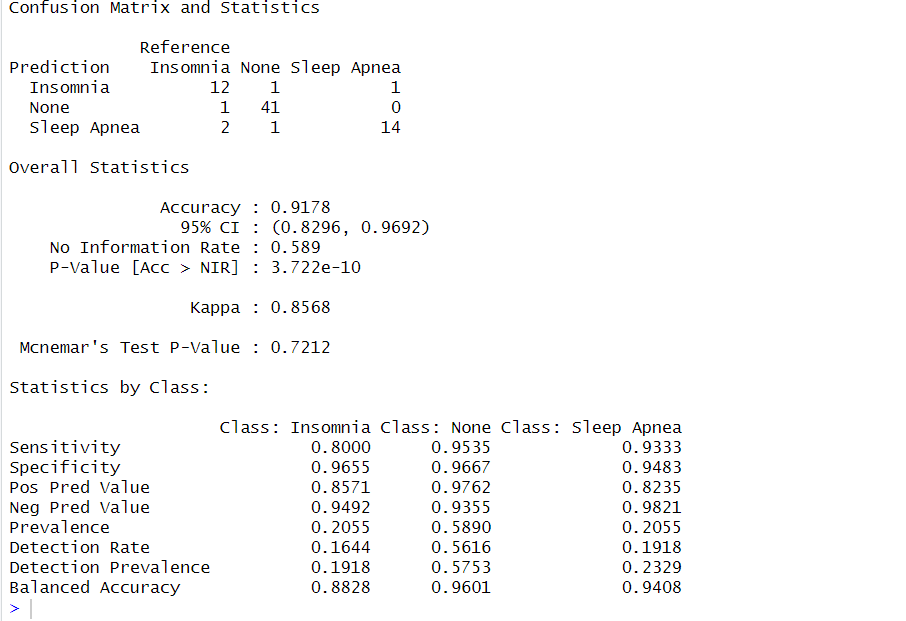 Confusion Matrix and Statistics
Reference
Prediction Insomnia None Sleep Apnea
Insomnia 12 1 1
None 1 41 0
Sleep Apnea 2 1 14
Overall Statistics
Accuracy : 0.9178
95% CI : (0.8296, 0.9692)
No Information Rate : 0.589
P-Value [Acc > NIR] : 3.722e-10
Kappa : 0.8568
Mcnemar's Test P-Value : 0.7212
Statistics by Class:
Class: Insomnia Class: None Class: Sleep Apnea
Sensitivity 0.8000 0.9535 0.9333
Specificity 0.9655 0.9667 0.9483
Pos Pred Value 0.8571 0.9762 0.8235
Neg Pred Value 0.9492 0.9355 0.9821
Prevalence 0.2055 0.5890 0.2055
Detection Rate 0.1644 0.5616 0.1918
Detection Prevalence 0.1918 0.5753 0.2329
Balanced Accuracy 0.8828 0.9601 0.9408
>